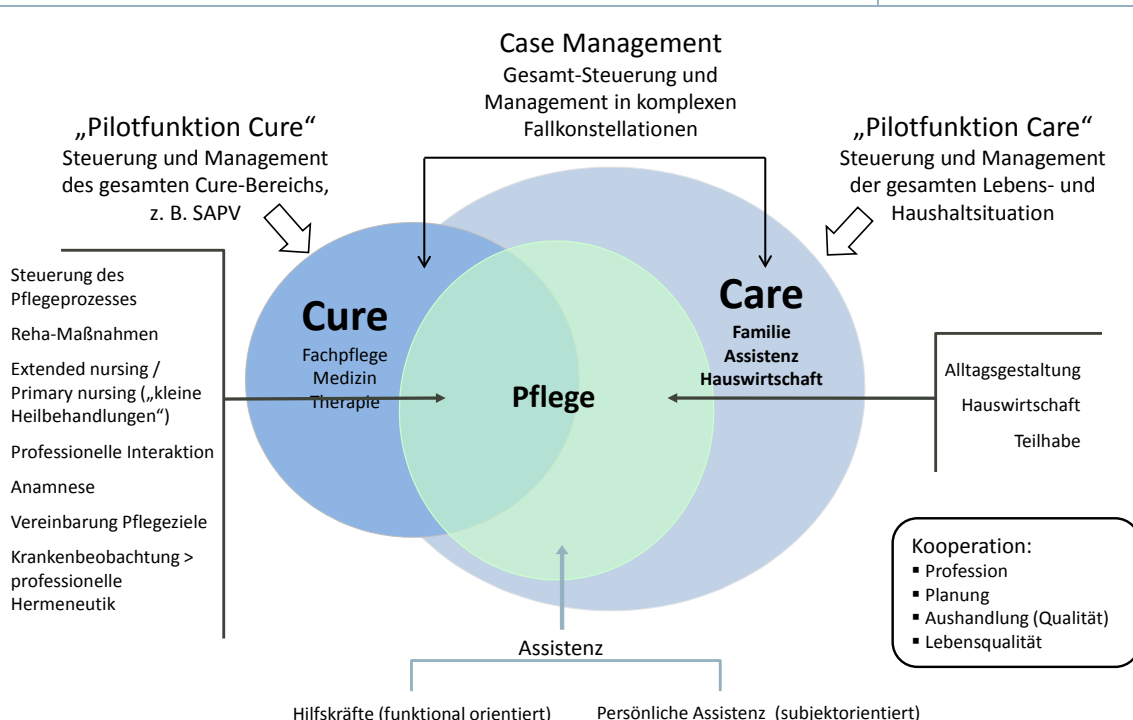 Case Management
Gesamt-Steuerung und
Management in komplexen
Fallkonstellationen
„Pilotfunktion Cure“
Steuerung und Management
des gesamten Cure-Bereichs,
z. B. SAPV
„Pilotfunktion Care“
Steuerung und Management
der gesamten Lebens- und
Haushaltsituation
Steuerung des
Pflegeprozesses
Reha-Maßnahmen
Extended nursing /
Primary nursing („kleine
Heilbehandlungen“)
Professionelle Interaktion
Anamnese
Vereinbarung Pflegeziele
Krankenbeobachtung >
professionelle
Hermeneutik
Cure
Fachpflege
Medizin
Therapie
Pflege
Care
Familie
Assistenz
Hauswirtschaft
Alltagsgestaltung
Hauswirtschaft
Teilhabe
Kooperation:
▪ Profession
▪ Planung
▪ Aushandlung (Qualität)
▪ Lebensqualität
Assistenz
Hilfskräfte (funktional orientiert)
Persönliche Assistenz (subjektorientiert)